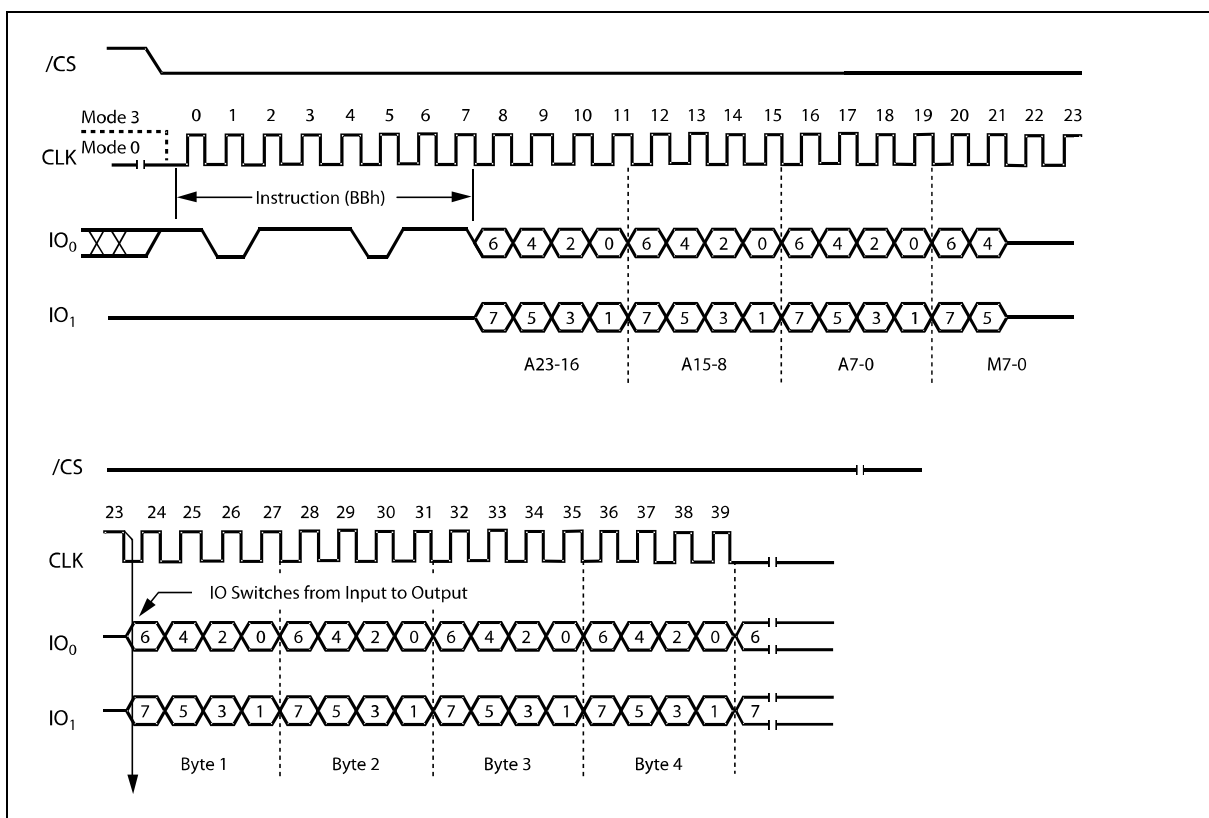 /CS
Mode 3
0 1 2 3 4 5 6 7 8 9 10 11 12 13 14 15 16 17 18 19 20 21 22 23
Mode 0
CLK
Instruction (BBh)
IO0 6 4 2 0 6 4 2 0 6 4 2 0 6 4
IO1 7 5 3 1 7 5 3 1 7 5 3 1 7 5
A23-16 A15-8 A7-0 M7-0
/CS
23 24 25 26 27 28 29 30 31 32 33 34 35 36 37 38 39
CLK
IO Switches from Input to Output
IO0 6 4 2 0 6 4 2 0 6 4 2 0 6 4 2 0 6
IO1 7 5 3 1 7 5 3 1 7 5 3 1 7 5 3 1 7
Byte 1 Byte 2 Byte 3 Byte 4